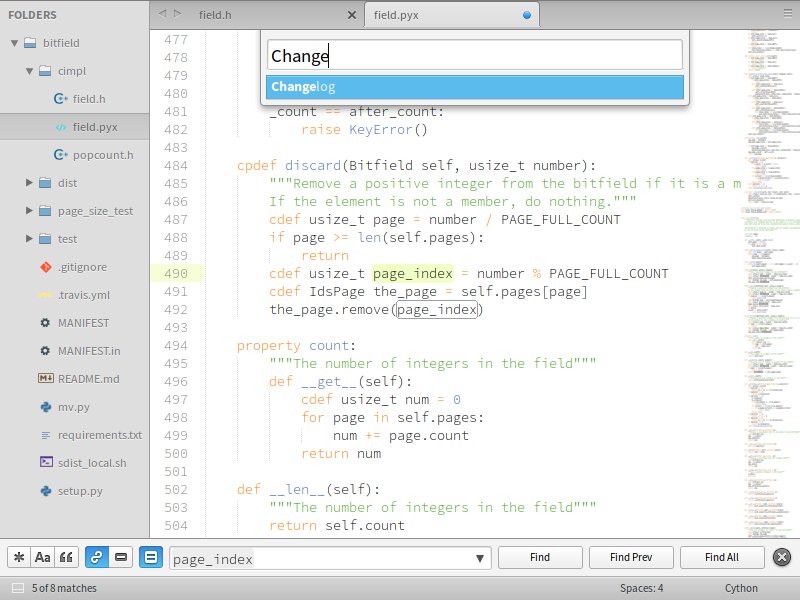 FOLDERS
bitfield
cimpl
field.h
field.pyx
popcount.h
dist
page_size_test
test
.gitignore
.travis.yml
MANIFEST
MANIFEST.in
README.md
mv.py
requirements.txt
sdist_local.sh
setup.py
field.h
field.pyx
Change
Changelog
477
478
479
480
481 _count == after_count:
482 raise KeyError()
483
484 cpdef discard(Bitfield self, usize_t number):
485 """Remove a positive integer from the bitfield if it is a m
486 If the element is not a member, do nothing."""
487 cdef usize_t page = number / PAGE_FULL_COUNT
488 if page >= len(self.pages):
489 return
490 cdef usize_t page_index = number % PAGE_FULL_COUNT
491 cdef IdsPage the_page = self.pages[page]
492 the_page.remove(page_index)
493
494 property count:
495 """The number of integers in the field"""
496 def __get__(self):
497 cdef usize_t num = 0
498 for page in self.pages:
499 num += page.count
500 return num
501
502 def __len__(self):
503 """The number of integers in the field"""
504 return self.count
Aa
page_index
Find
Find Prev
Find All
5 of 8 matches
Spaces: 4
Cython